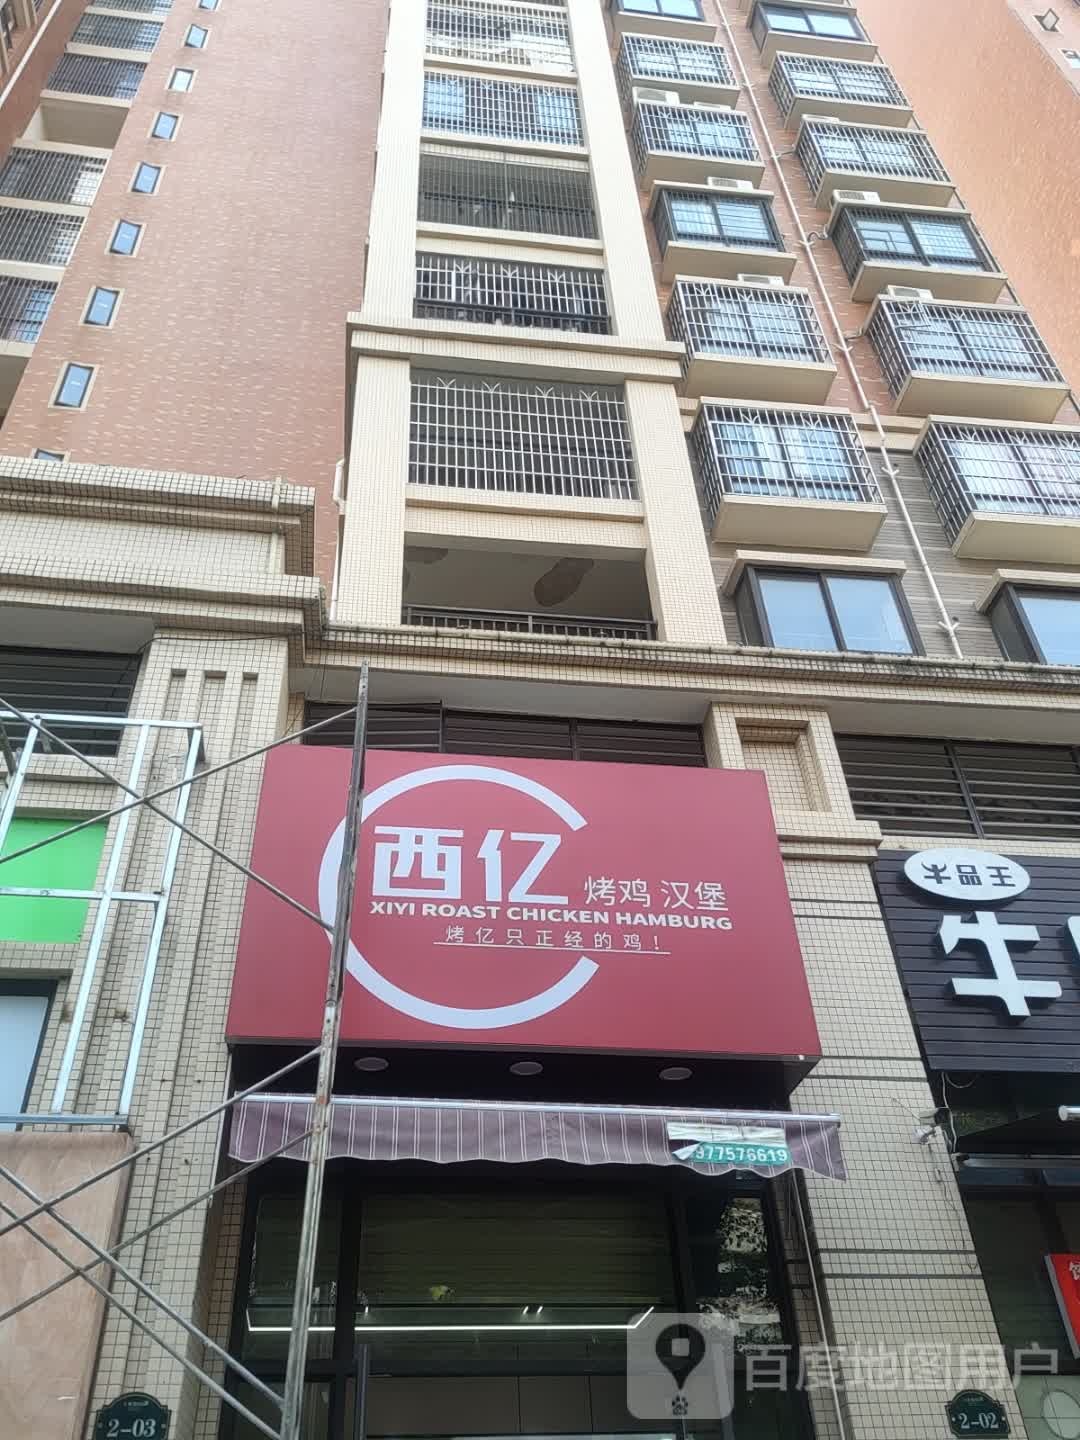 西亿
烤鸡 汉堡
XIYI ROAST CHICKEN HAMBURG
烤亿只正经的鸡！
木品王
牛
977576619
2-03
2-02
百度地图用户